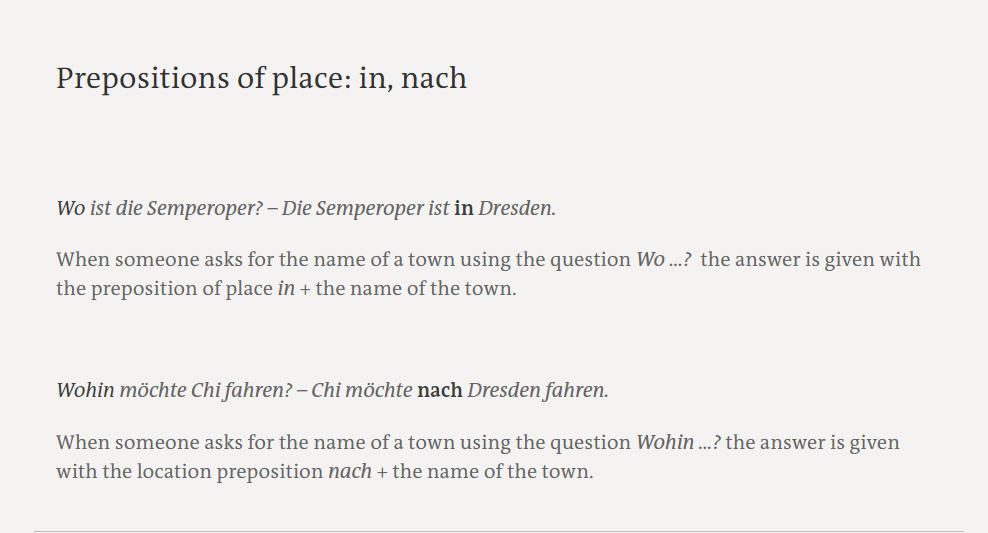 Prepositions of place: in, nach
Wo ist die Semperoper? – Die Semperoper ist in Dresden.
When someone asks for the name of a town using the question Wo ...? the answer is given with
the preposition of place in + the name of the town.
Wohin möchte Chi fahren? – Chi möchte nach Dresden fahren.
When someone asks for the name of a town using the question Wohin ...? the answer is given
with the location preposition nach + the name of the town.